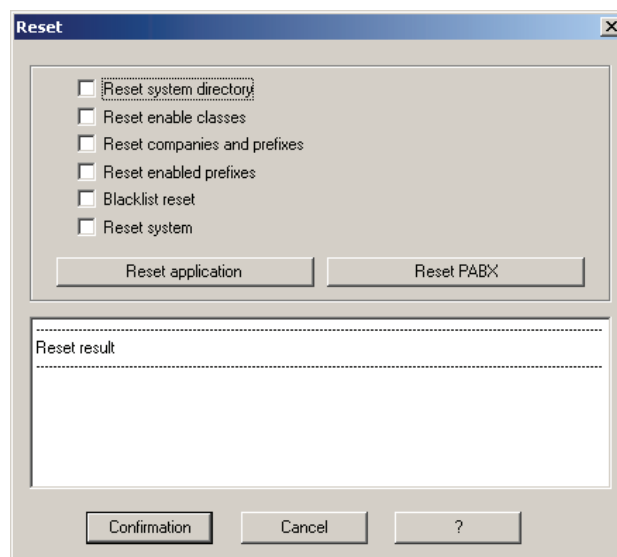 Reset
Reset system directory
Reset enable classes
Reset companies and prefixes
Reset enabled prefixes
Blacklist reset
Reset system
Reset application Reset PABX
Reset result
Confirmation Cancel ?